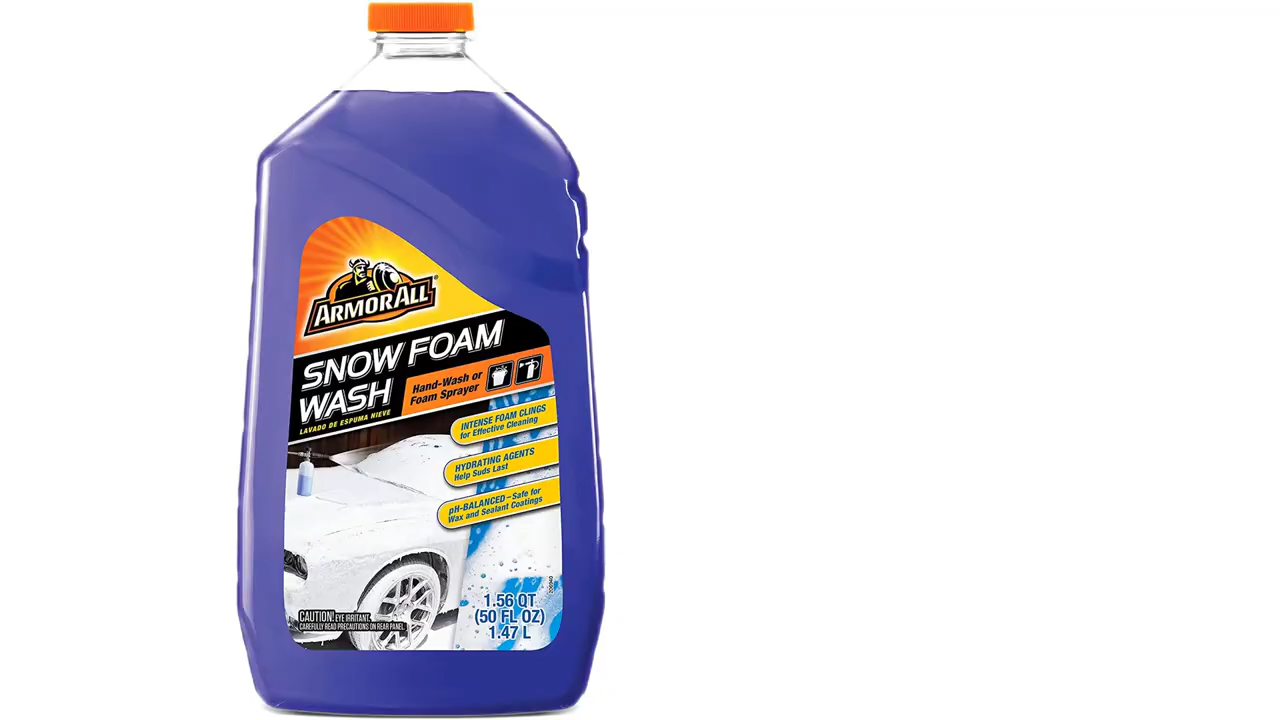 ARMOR ALL®
SNOW FOAM
WASH
LAVADO DE ESPUMA NIEVE
Hand-Wash or
Foam Sprayer
INTENSE FOAM CLINGS
for Effective Cleaning
HYDRATING AGENTS
Help Suds Last
pH-BALANCED – Safe for
Wax and Sealant Coatings
CAUTION: EYE IRRITANT.
CAREFULLY READ PRECAUTIONS ON REAR PANEL.
1.56 QT
(50 FL OZ)
1.47 L